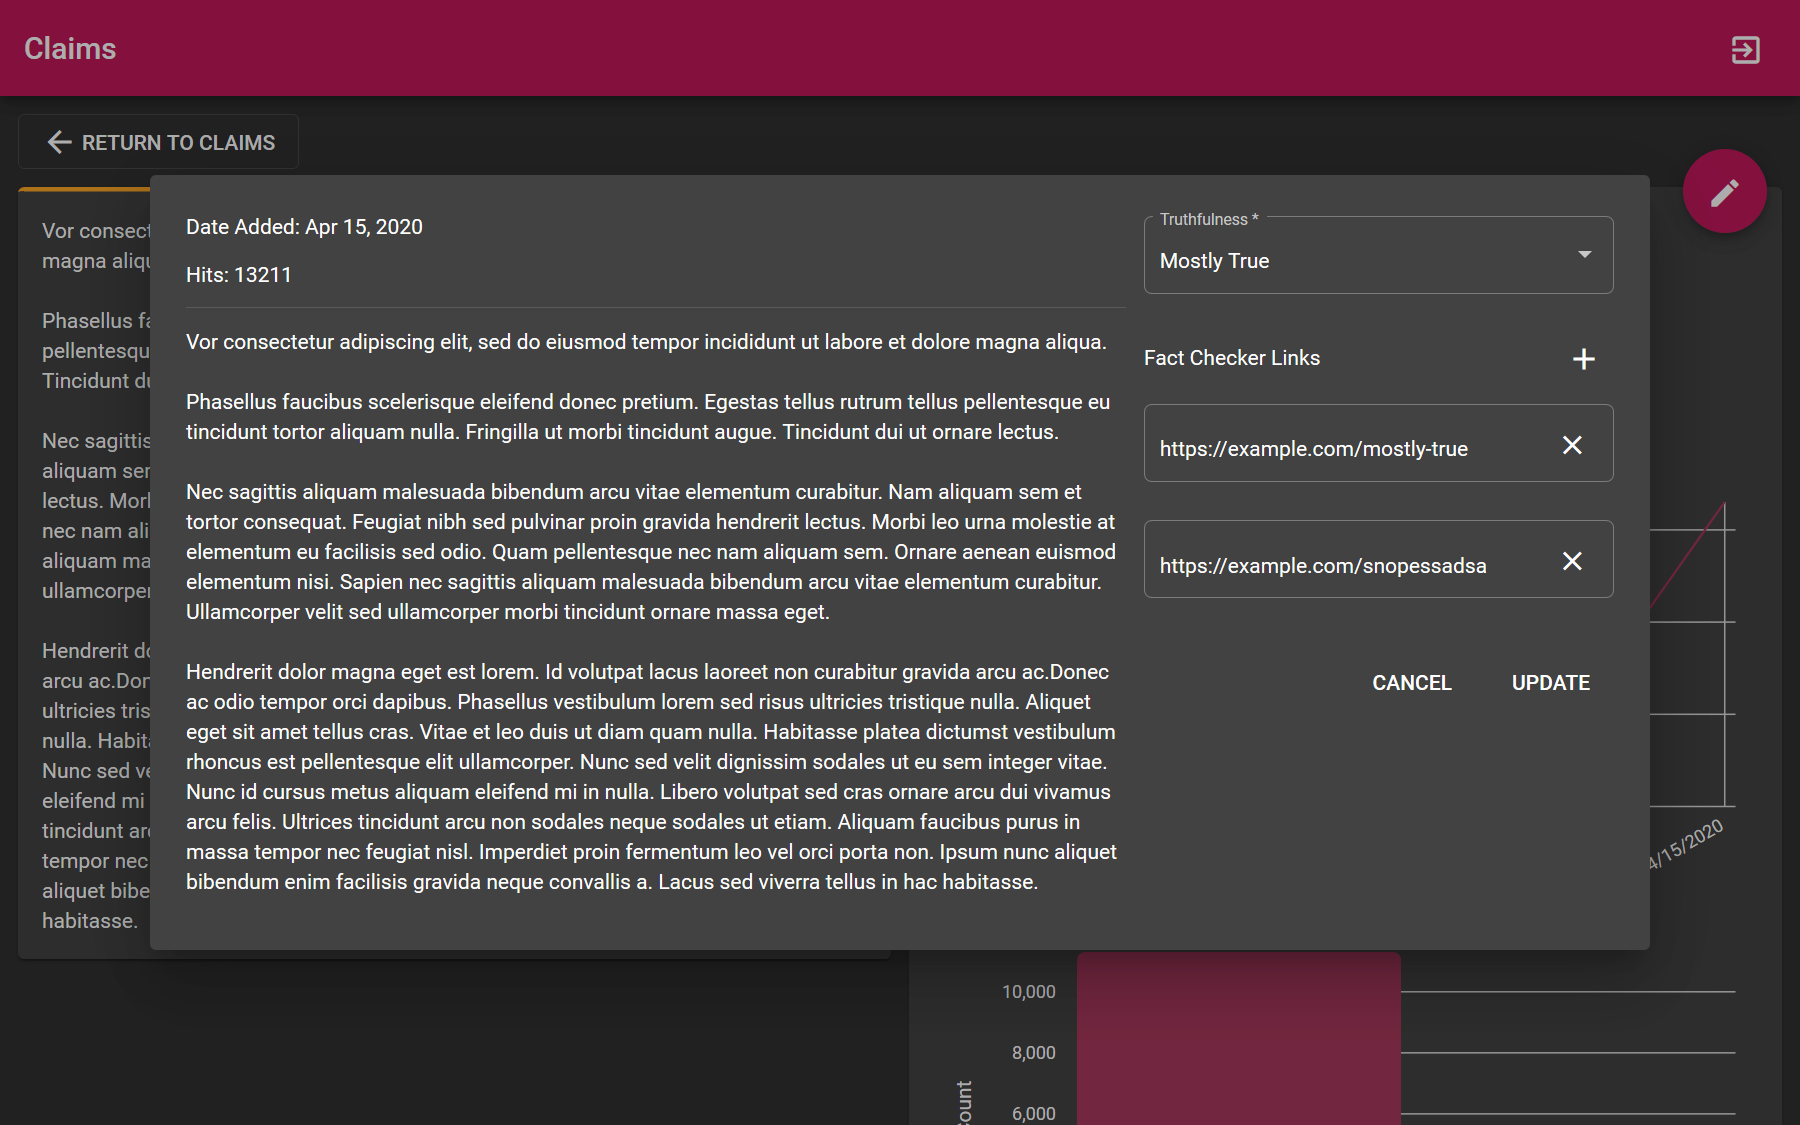 Claims
RETURN TO CLAIMS
Vor consect
magna aliqu
Phasellus fa
pellentesqu
Tincidunt du
Nec sagittis
aliquam sem
lectus. Morb
nec nam ali
aliquam ma
ullamcorper
Hendrerit do
arcu ac.Don
ultricies tris
nulla. Habita
Nunc sed ve
eleifend mi
tincidunt arc
tempor nec
aliquet bibe
habitasse.
Date Added: Apr 15, 2020
Hits: 13211
Vor consectetur adipiscing elit, sed do eiusmod tempor incididunt ut labore et dolore magna aliqua.
Phasellus faucibus scelerisque eleifend donec pretium. Egestas tellus rutrum tellus pellentesque eu
tincidunt tortor aliquam nulla. Fringilla ut morbi tincidunt augue. Tincidunt dui ut ornare lectus.
Nec sagittis aliquam malesuada bibendum arcu vitae elementum curabitur. Nam aliquam sem et
tortor consequat. Feugiat nibh sed pulvinar proin gravida hendrerit lectus. Morbi leo urna molestie at
elementum eu facilisis sed odio. Quam pellentesque nec nam aliquam sem. Ornare aenean euismod
elementum nisi. Sapien nec sagittis aliquam malesuada bibendum arcu vitae elementum curabitur.
Ullamcorper velit sed ullamcorper morbi tincidunt ornare massa eget.
Hendrerit dolor magna eget est lorem. Id volutpat lacus laoreet non curabitur gravida arcu ac.Donec
ac odio tempor orci dapibus. Phasellus vestibulum lorem sed risus ultricies tristique nulla. Aliquet
eget sit amet tellus cras. Vitae et leo duis ut diam quam nulla. Habitasse platea dictumst vestibulum
rhoncus est pellentesque elit ullamcorper. Nunc sed velit dignissim sodales ut eu sem integer vitae.
Nunc id cursus metus aliquam eleifend mi in nulla. Libero volutpat sed cras ornare arcu dui vivamus
arcu felis. Ultrices tincidunt arcu non sodales neque sodales ut etiam. Aliquam faucibus purus in
massa tempor nec feugiat nisl. Imperdiet proin fermentum leo vel orci porta non. Ipsum nunc aliquet
bibendum enim facilisis gravida neque convallis a. Lacus sed viverra tellus in hac habitasse.
Truthfulness *
Mostly True
Fact Checker Links
https://example.com/mostly-true
https://example.com/snopessadsa
CANCEL UPDATE
4/15/2020
10,000
8,000
6,000
ount